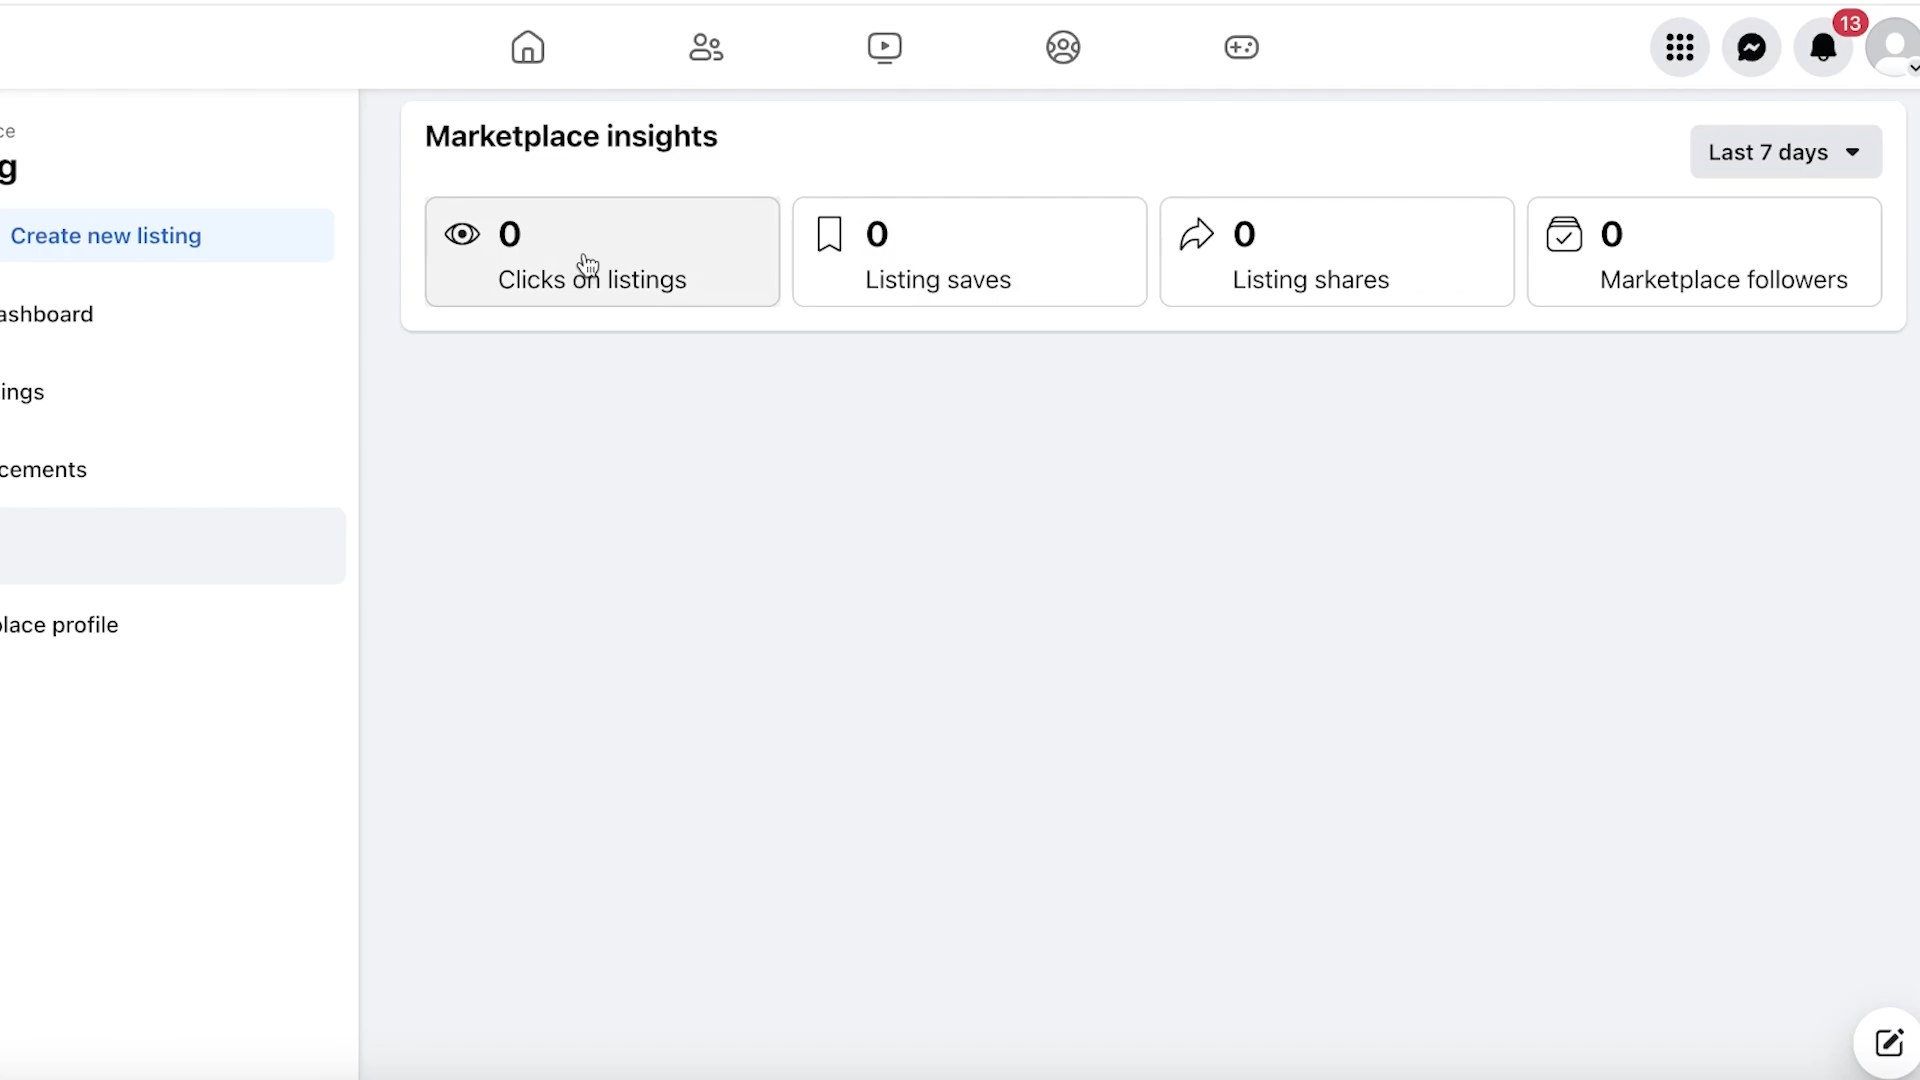 13
ce
g
Create new listing
ashboard
ings
cements
lace profile
Marketplace insights
Last 7 days
0
Clicks on listings
0
Listing saves
0
Listing shares
0
Marketplace followers